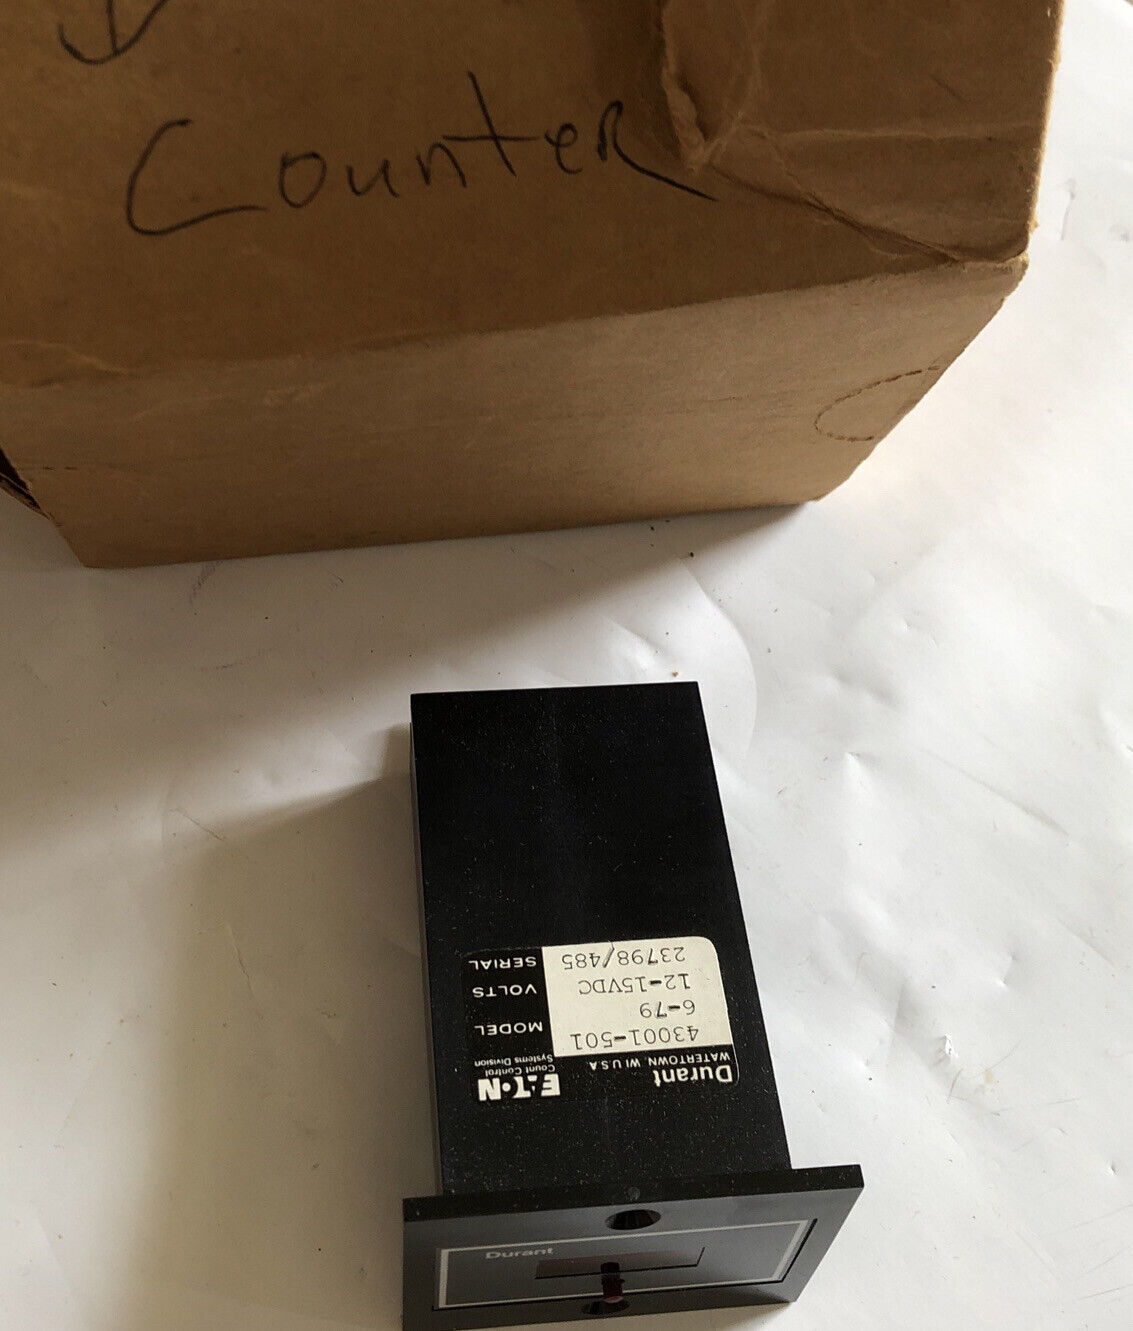 Counter
Durant EATON
WATERTOWN, WI U.S.A Count Control
Systems Division
MODEL 43001-501
6-79
VOLTS 12-15VDC
SERIAL 23798/485
Durant